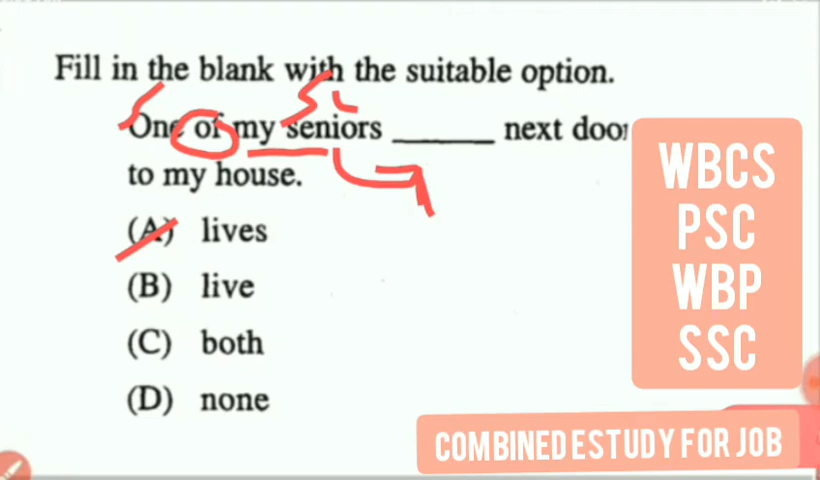 Fill in the blank with the suitable option.
One of my seniors ______ next door
to my house.
(A) lives
(B) live
(C) both
(D) none
WBCS
PSC
WBP
SSC
COMBINED ESTUDY FOR JOB